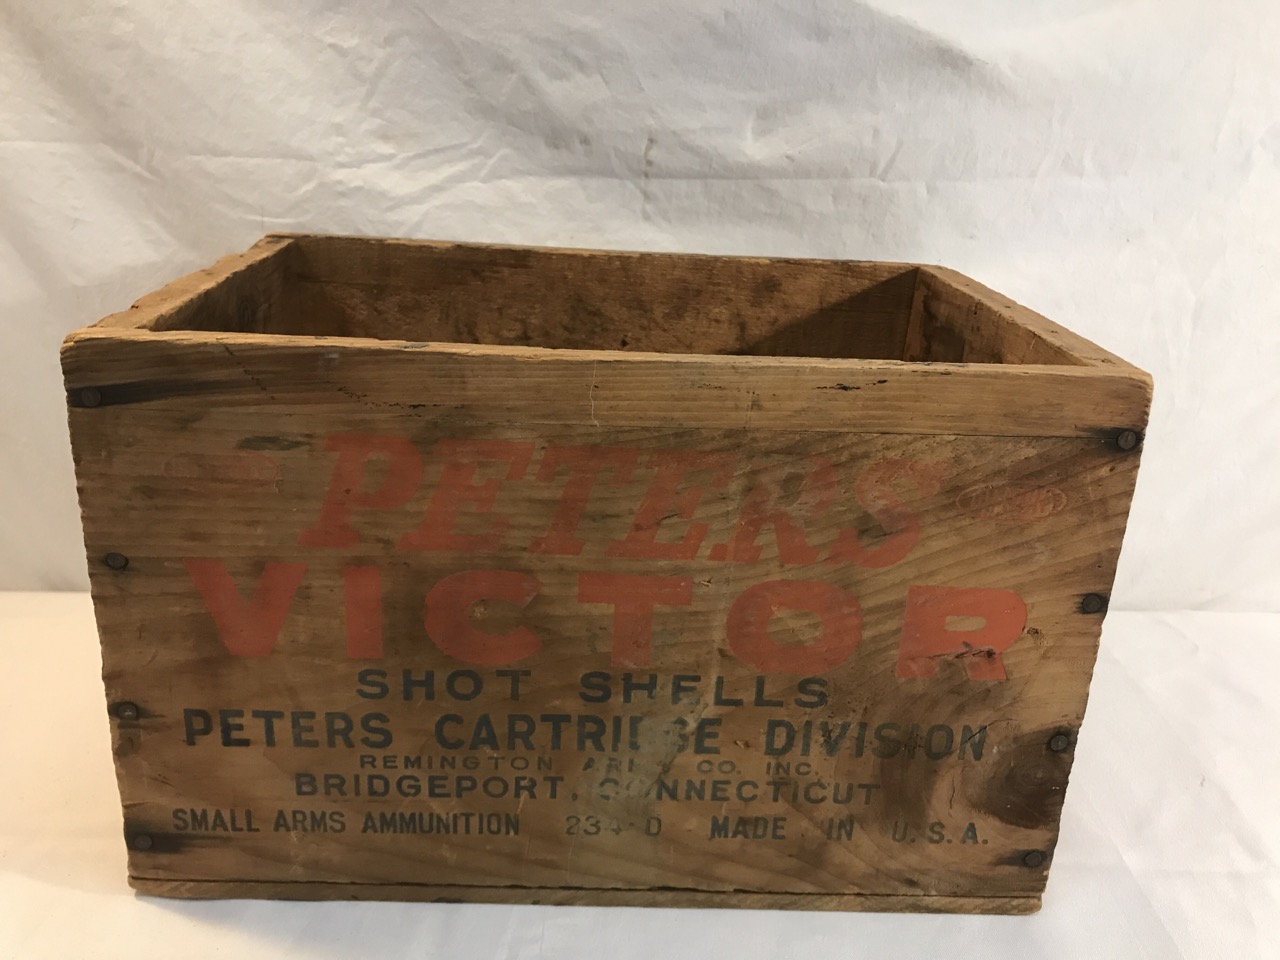 PETERS
VICTOR
SHOT SHELLS
PETERS CARTRIDGE DIVISION
REMINGTON ARMS CO. INC.
BRIDGEPORT, CONNECTICUT
SMALL ARMS AMMUNITION MADE IN U.S.A.